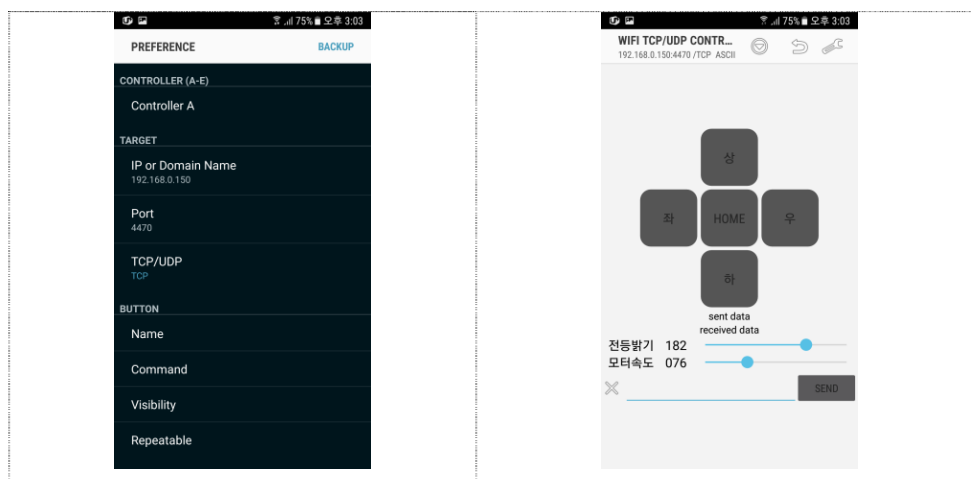 75% 오후 3:03
PREFERENCE BACKUP
CONTROLLER (A-E)
Controller A
TARGET
IP or Domain Name
192.168.0.150
Port
4470
TCP/UDP
TCP
BUTTON
Name
Command
Visibility
Repeatable
75% 오후 3:03
WIFI TCP/UDP CONTR...
192.168.0.150:4470 /TCP ASCII
상
좌 HOME 우
하
sent data
received data
전등밝기 182
모터속도 076
SEND